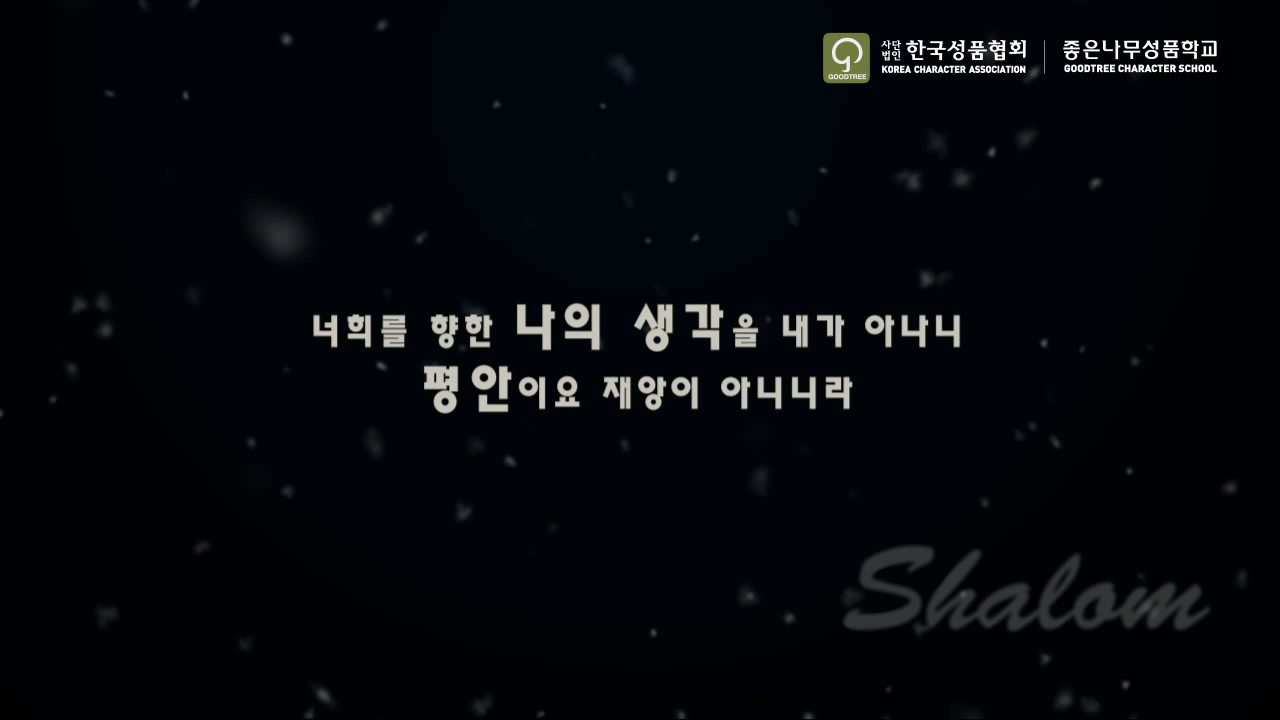 GOODTREE
사단법인 한국성품협회
KOREA CHARACTER ASSOCIATION
좋은나무성품학교
GOODTREE CHARACTER SCHOOL
너희를 향한 나의 생각을 내가 아나니
평안이요 재앙이 아니니라
Shalom